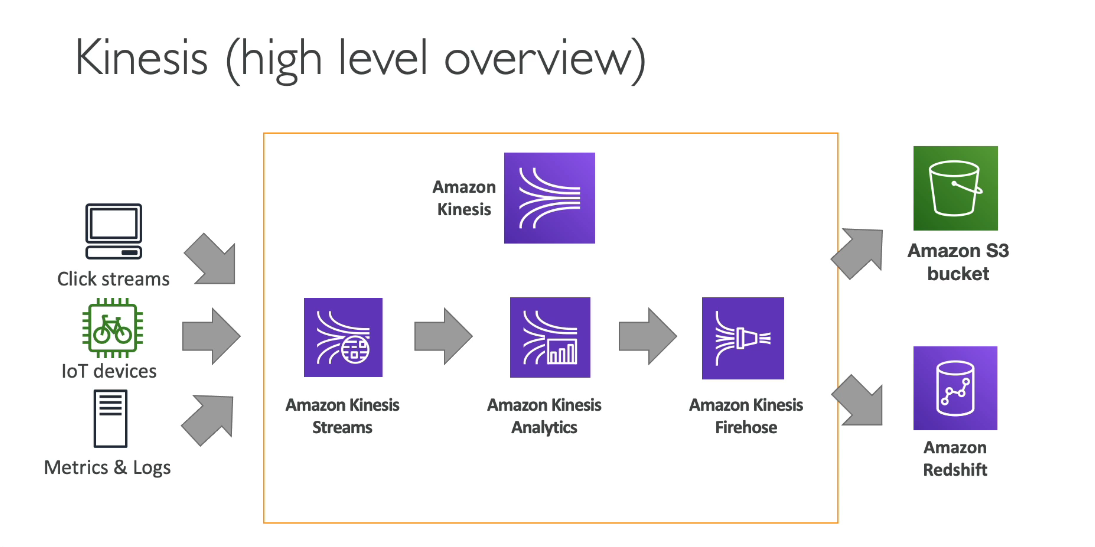 Kinesis (high level overview)
Amazon
Kinesis
Click streams
IoT devices
Metrics & Logs
Amazon Kinesis
Streams
Amazon Kinesis
Analytics
Amazon Kinesis
Firehose
Amazon S3
bucket
Amazon
Redshift